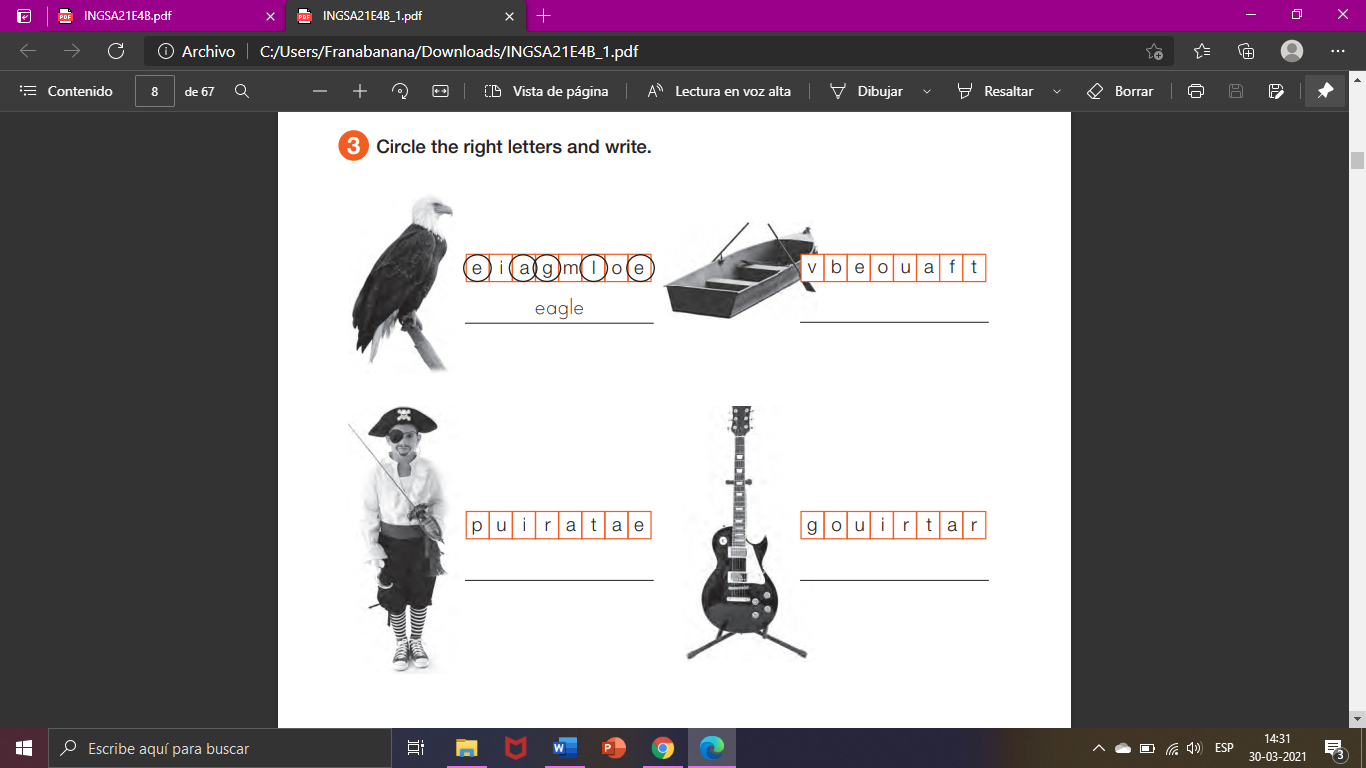 INGSA21E4B.pdf
INGSA21E4B_1.pdf
Archivo C:/Users/Franabanana/Downloads/INGSA21E4B_1.pdf
Contenido 8 de 67 Vista de página Lectura en voz alta Dibujar Resaltar Borrar
3 Circle the right letters and write.
e i a g m l o e
v b e o u a f t
eagle
p u i r a t a e
g o u i r t a r
Escribe aquí para buscar
ESP
14:31
30-03-2021
3